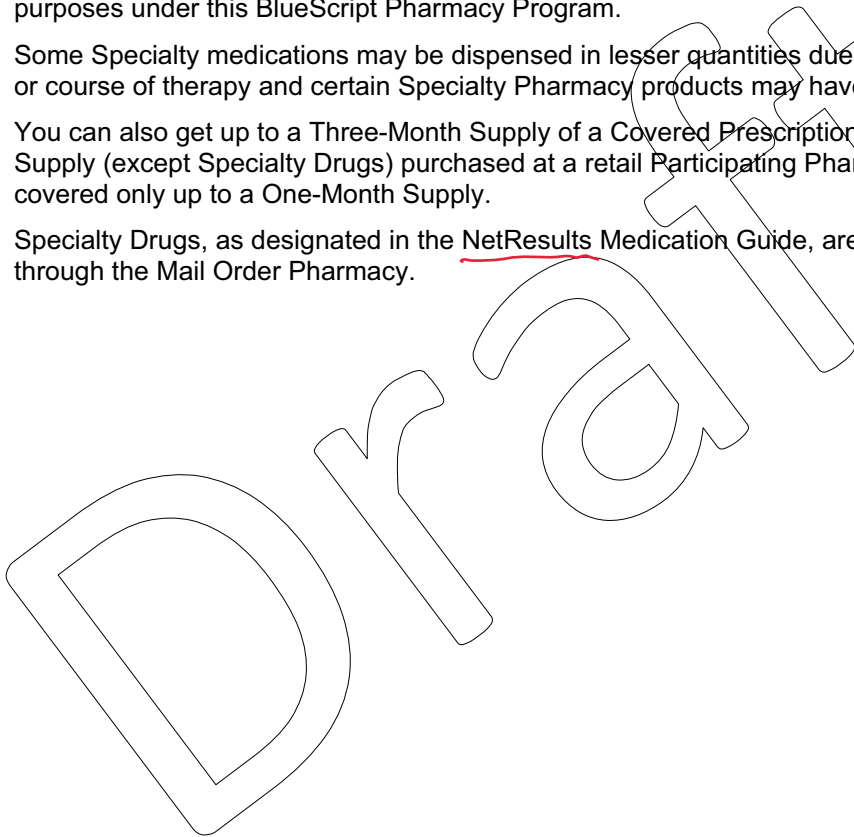 purposes under this BlueScript Pharmacy Program.
Some Specialty medications may be dispensed in lesser quantities due
or course of therapy and certain Specialty Pharmacy products may have
You can also get up to a Three-Month Supply of a Covered Prescription
Supply (except Specialty Drugs) purchased at a retail Participating Phar
covered only up to a One-Month Supply.
Specialty Drugs, as designated in the NetResults Medication Guide, are
through the Mail Order Pharmacy.
Draft